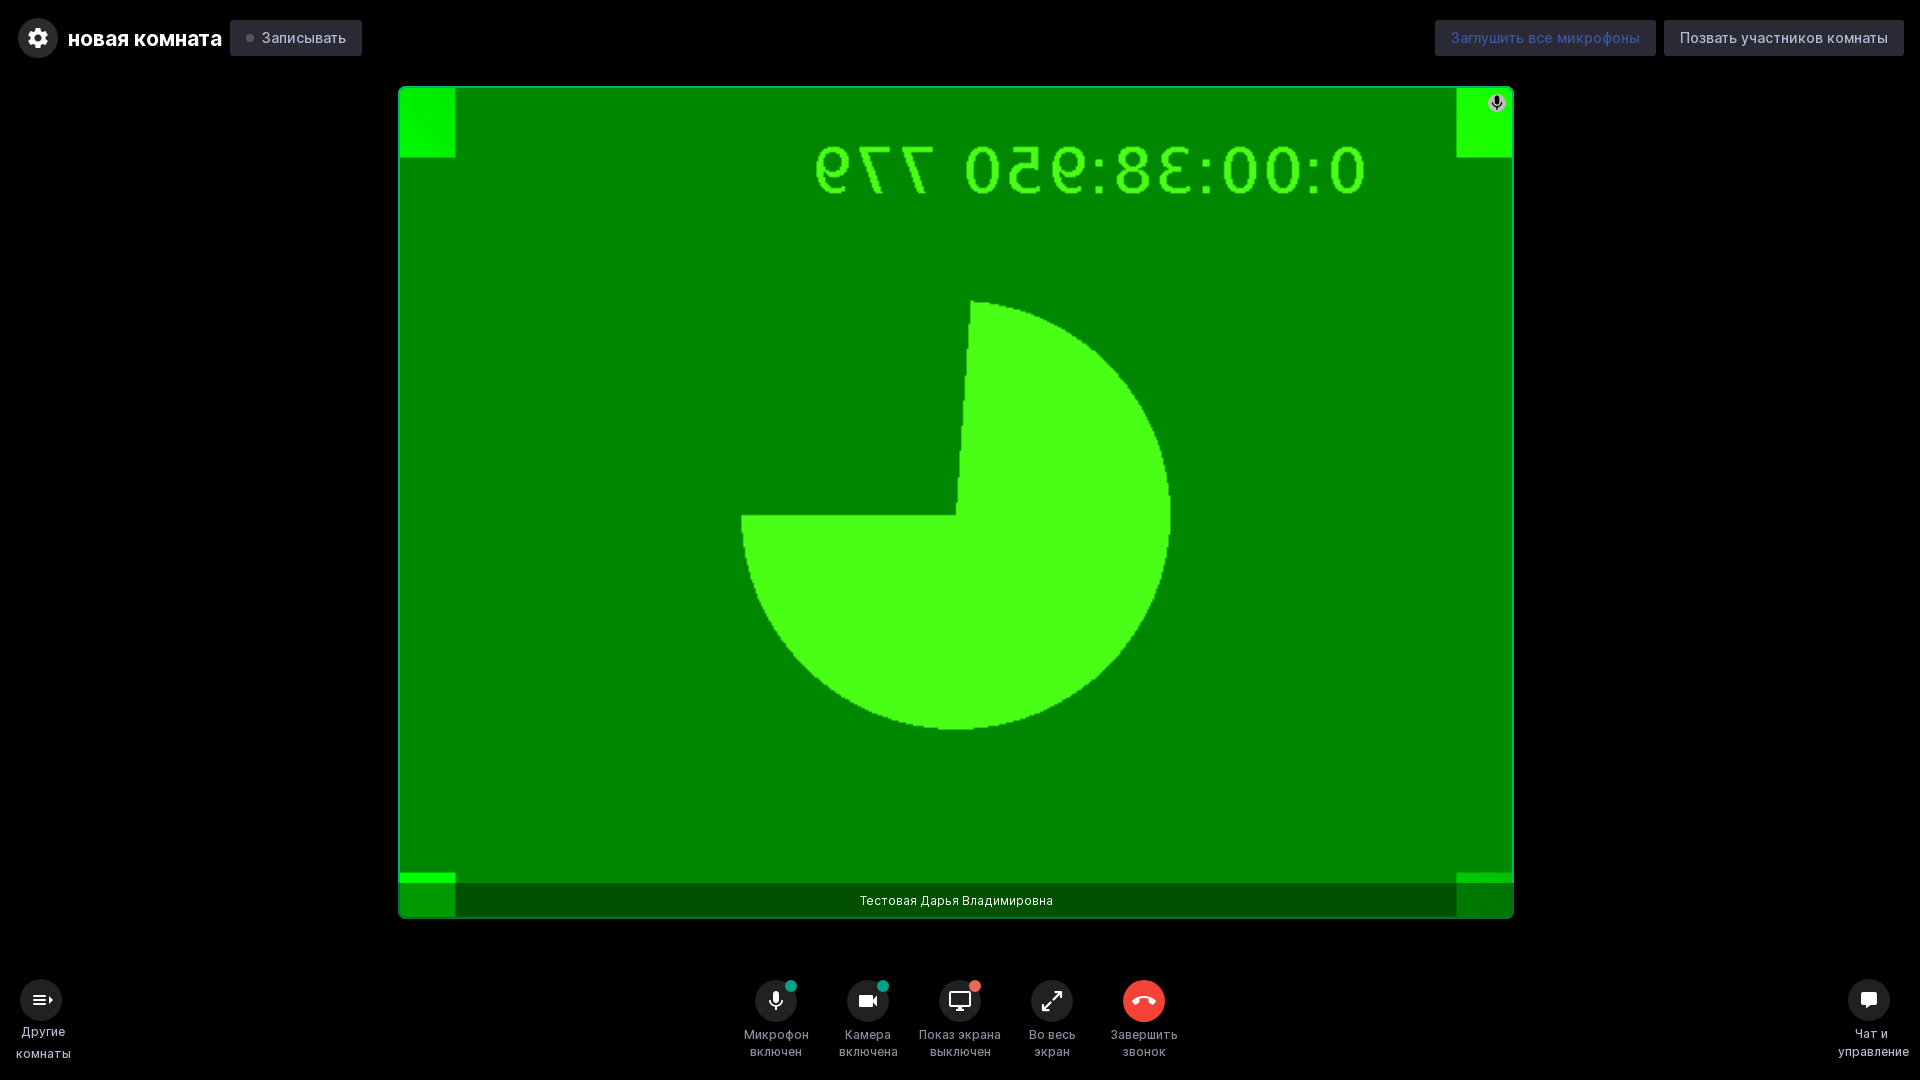 новая комната
Записывать
Заглушить все микрофоны
Позвать участников комнаты
0:00:38:950 779
Тестовая Дарья Владимировна
Другие
комнаты
Микрофон
включен
Камера
включена
Показ экрана
выключен
Во весь
экран
Завершить
звонок
Чат и
управление